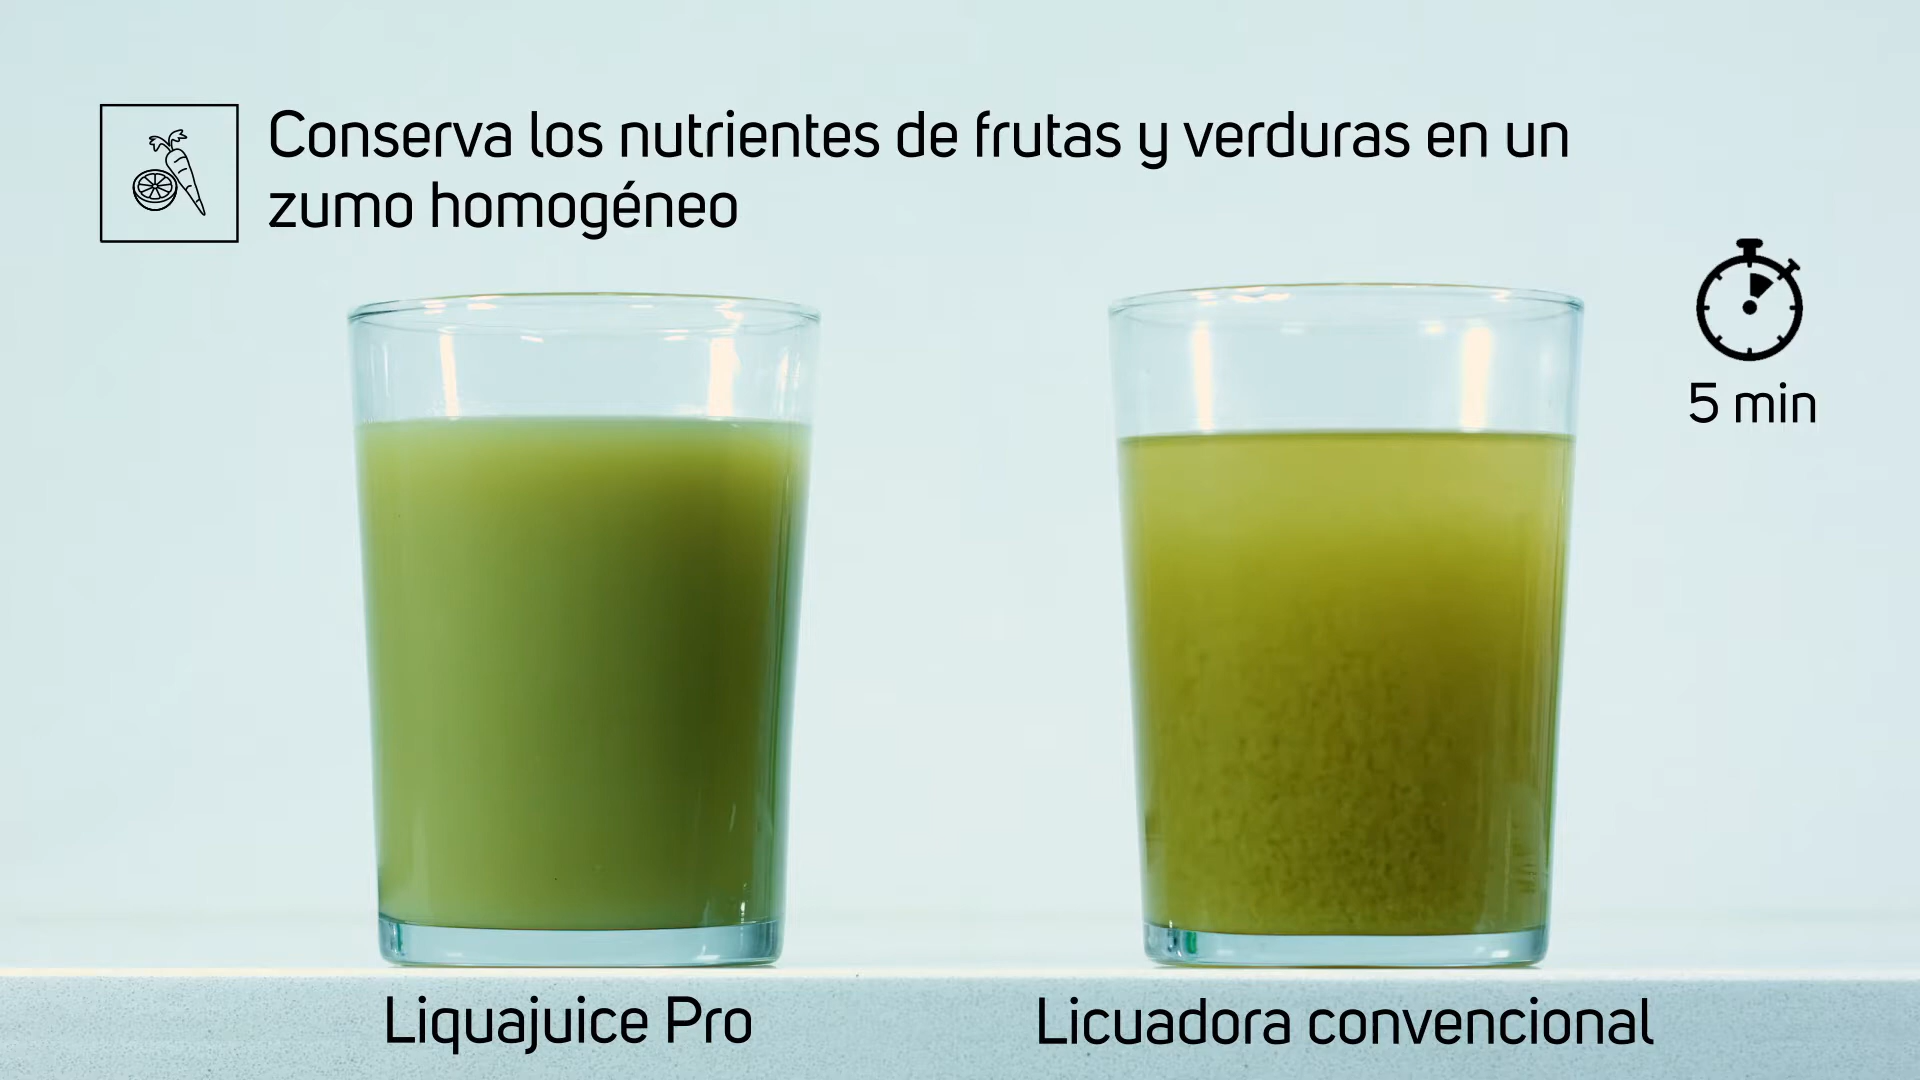 Conserva los nutrientes de frutas y verduras en un
zumo homogéneo
5 min
Liquajuice Pro
Licuadora convencional